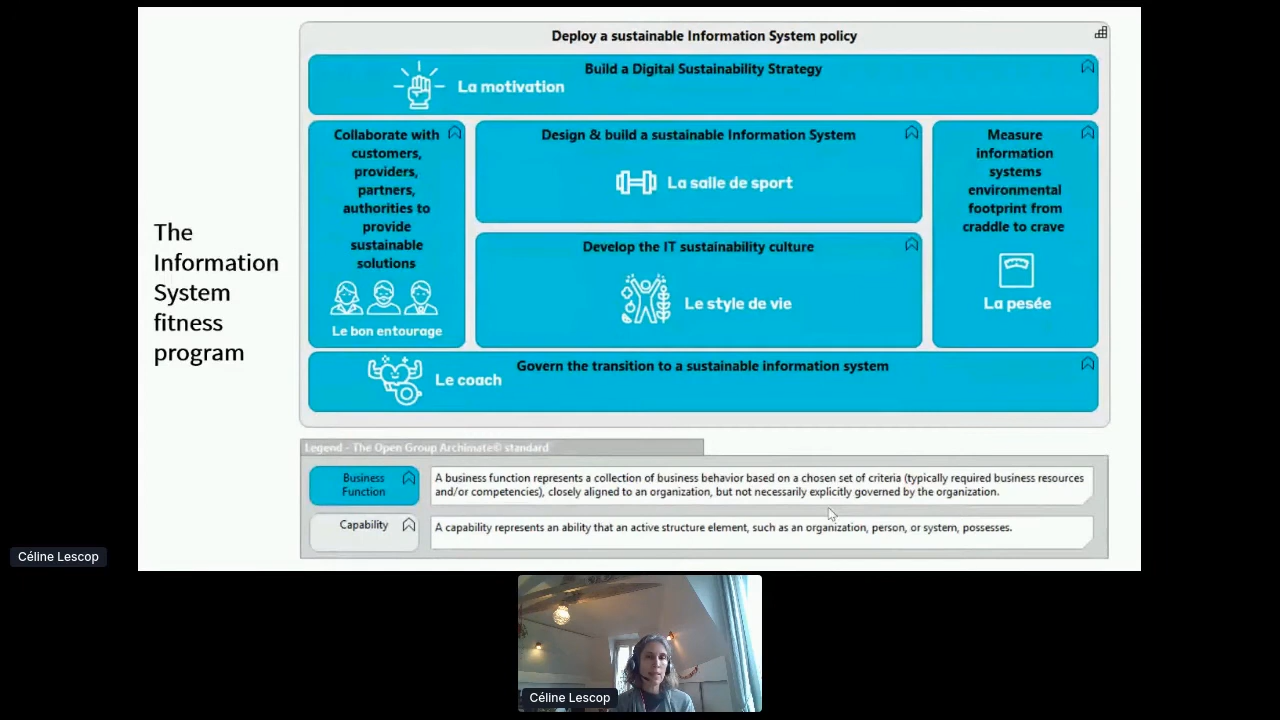 Deploy a sustainable Information System policy
Build a Digital Sustainability Strategy
La motivation
Collaborate with
customers,
providers,
partners,
authorities to
provide
sustainable
solutions
Le bon entourage
Design & build a sustainable Information System
La salle de sport
Develop the IT sustainability culture
Le style de vie
Measure
information
systems
environmental
footprint from
craddle to crave
La pesée
Govern the transition to a sustainable information system
Le coach
The
Information
System
fitness
program
Legend - The Open Group Archimate© standard
Business
Function
A business function represents a collection of business behavior based on a chosen set of criteria (typically required business resources
and/or competencies), closely aligned to an organization, but not necessarily explicitly governed by the organization.
Capability
A capability represents an ability that an active structure element, such as an organization, person, or system, possesses.
Céline Lescop
Céline Lescop